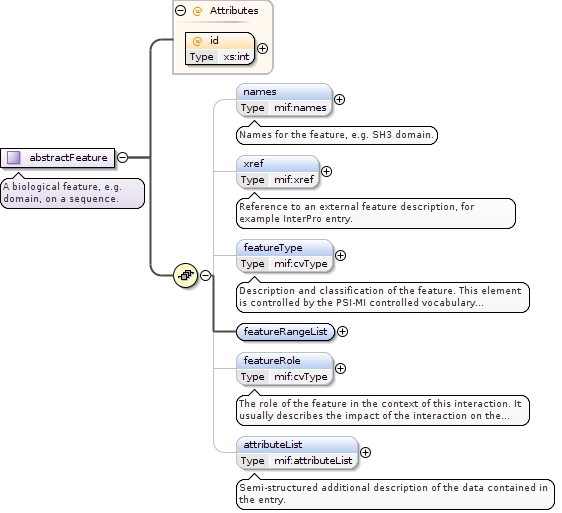 Attributes
@ id
Type xs:int
names
Type mif:names
Names for the feature, e.g. SH3 domain.
abstractFeature
A biological feature, e.g.
domain, on a sequence.
xref
Type mif:xref
Reference to an external feature description, for
example InterPro entry.
featureType
Type mif:cvType
Description and classification of the feature. This element
is controlled by the PSI-MI controlled vocabulary...
featureRangeList
featureRole
Type mif:cvType
The role of the feature in the context of this interaction. It
usually describes the impact of the interaction on the...
attributeList
Type mif:attributeList
Semi-structured additional description of the data contained in
the entry.